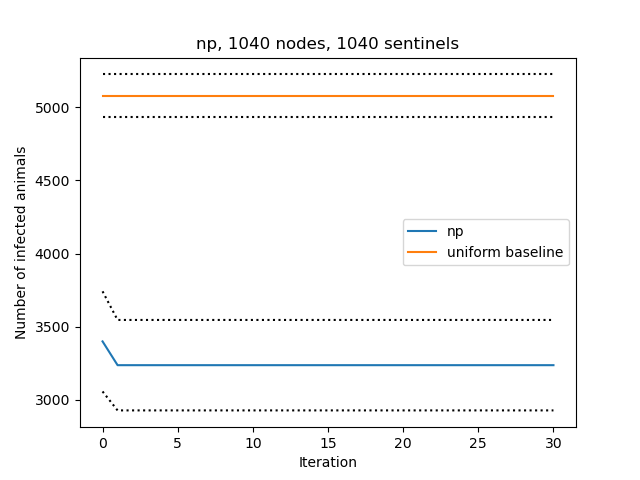 np, 1040 nodes, 1040 sentinels
Number of infected animals
5000
4500
4000
3500
3000
np
uniform baseline
0 5 10 15 20 25 30
Iteration